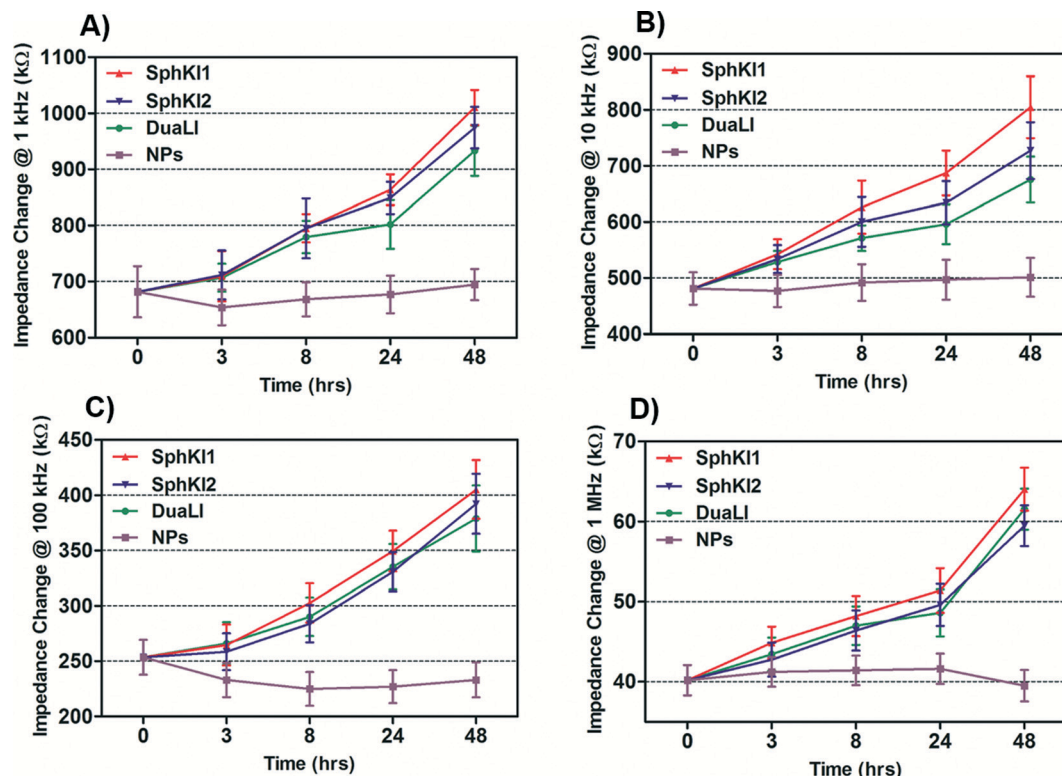 A)
Impedance Change @ 1 kHz (kΩ)
1100
1000
900
800
700
600
SphKI1
SphKI2
DuaLI
NPs
0 3 8 24 48
Time (hrs)
B)
Impedance Change @ 10 kHz (kΩ)
900
800
700
600
500
400
SphKI1
SphKI2
DuaLI
NPs
0 3 8 24 48
Time (hrs)
C)
Impedance Change @ 100 kHz (kΩ)
450
400
350
300
250
200
SphKI1
SphKI2
DuaLI
NPs
0 3 8 24 48
Time (hrs)
D)
Impedance Change @ 1 MHz (kΩ)
70
60
50
40
SphKI1
SphKI2
DuaLI
NPs
0 3 8 24 48
Time (hrs)